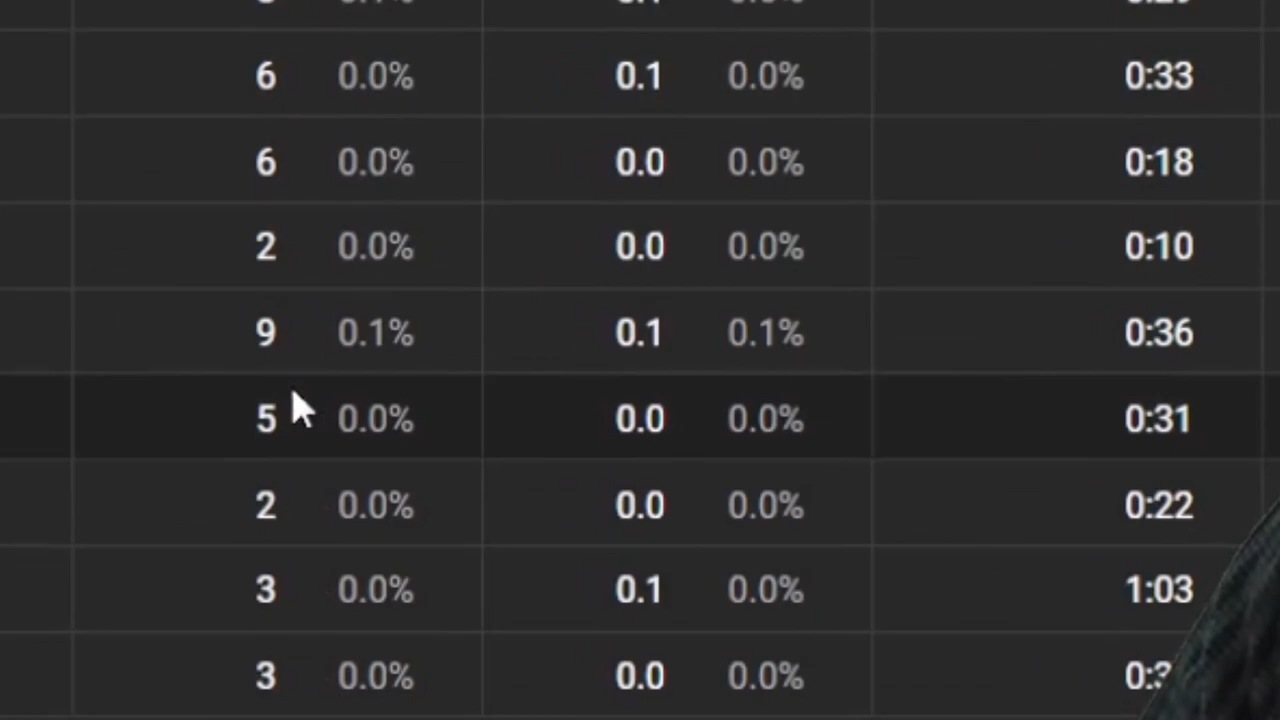 6 0.0% 0.1 0.0% 0:33
6 0.0% 0.0 0.0% 0:18
2 0.0% 0.0 0.0% 0:10
9 0.1% 0.1 0.1% 0:36
5 0.0% 0.0 0.0% 0:31
2 0.0% 0.0 0.0% 0:22
3 0.0% 0.1 0.0% 1:03
3 0.0% 0.0 0.0%